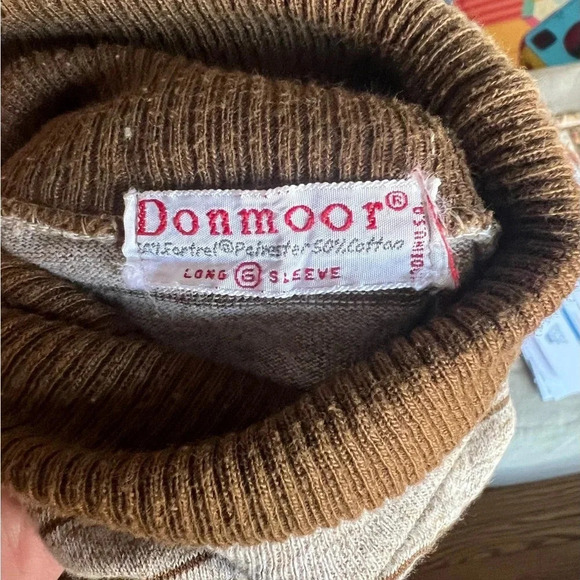 Donmoor®
50% Fortrel® Polyester 50% Cotton
LONG 6 SLEEVE